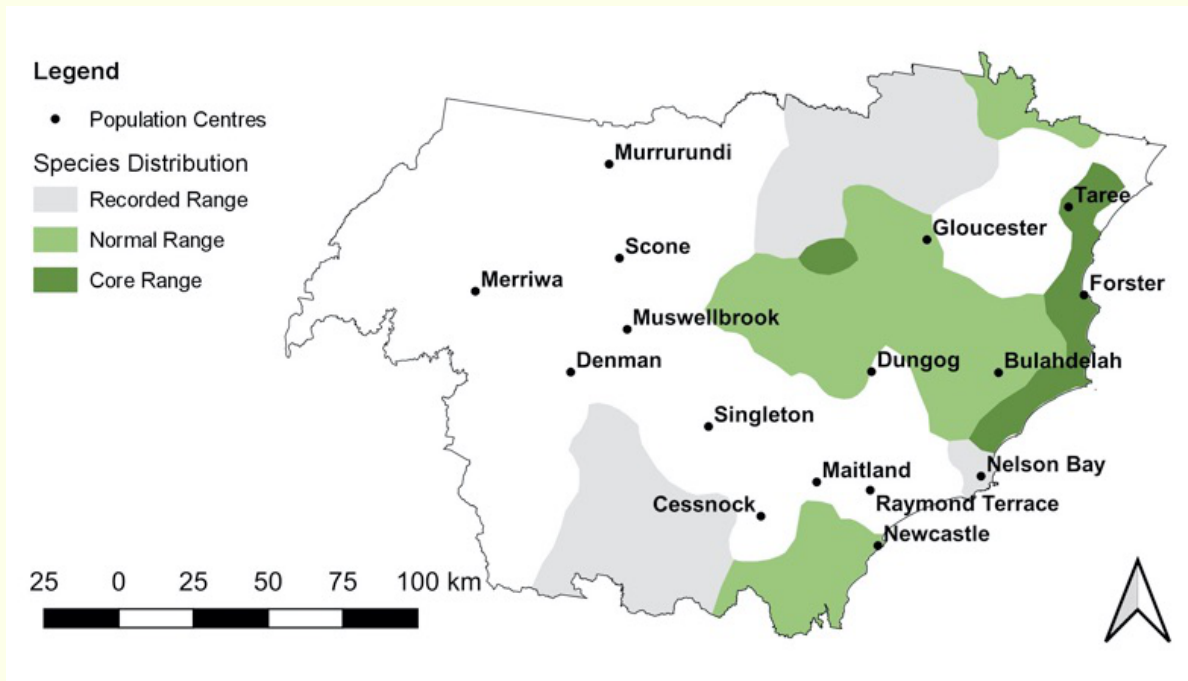 Legend
Population Centres
Species Distribution
Recorded Range
Normal Range
Core Range
Murrurundi
Taree
Gloucester
Scone
Forster
Merriwa
Muswellbrook
Denman
Dungog
Bulahdelah
Singleton
Nelson Bay
Maitland
Raymond Terrace
Cessnock
Newcastle
25 0 25 50 75 100 km